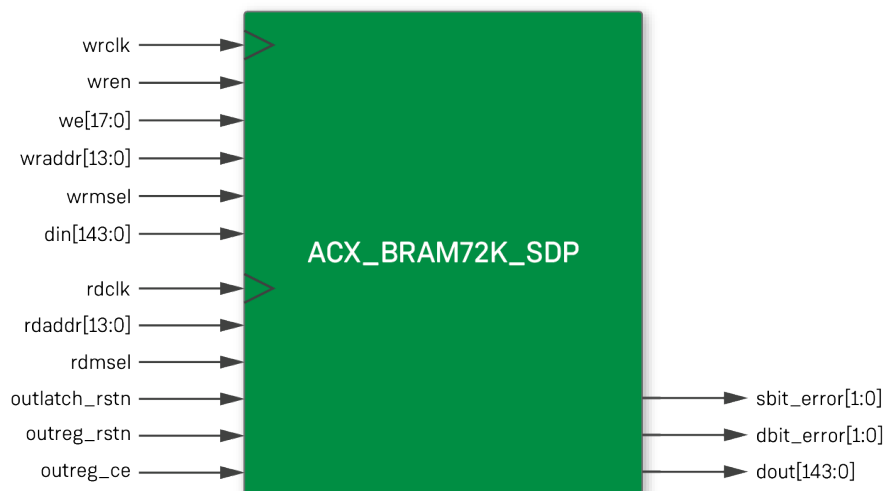 wrclk
wren
we[17:0]
wraddr[13:0]
wrmsel
din[143:0]
ACX_BRAM72K_SDP
rdclk
rdaddr[13:0]
rdmsel
outlatch_rstn
sbit_error[1:0]
outreg_rstn
dbit_error[1:0]
outreg_ce
dout[143:0]